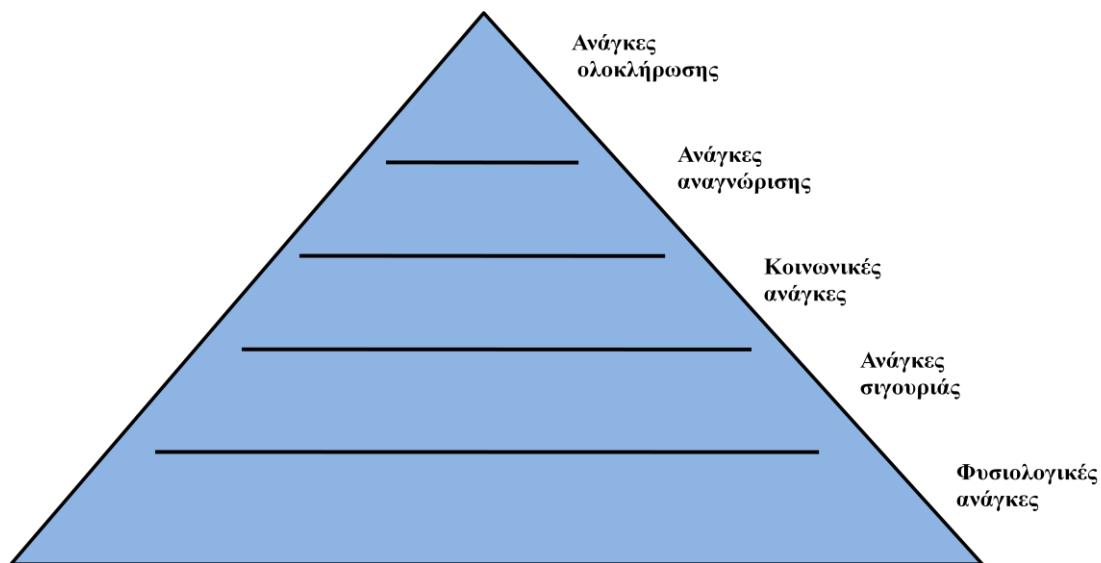 Ανάγκες
ολοκλήρωσης
Ανάγκες
αναγνώρισης
Κοινωνικές
ανάγκες
Ανάγκες
σιγουριάς
Φυσιολογικές
ανάγκες